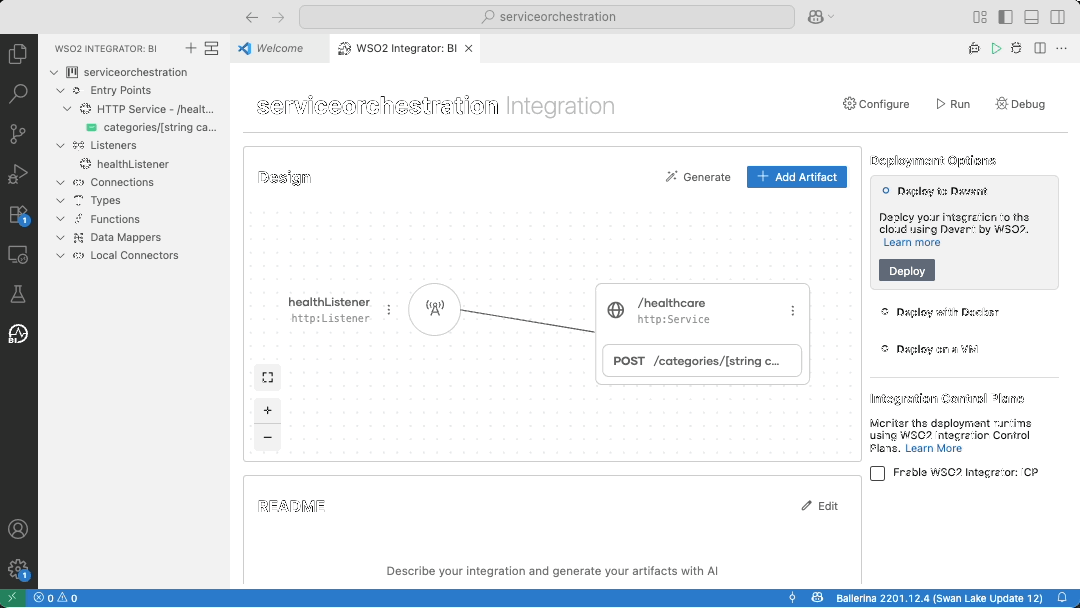 serviceorchestration
WSO2 INTEGRATOR: BI
Welcome
WSO2 Integrator: BI
serviceorchestration
Entry Points
HTTP Service - /healt...
categories/[string ca...
Listeners
healthListener
Connections
Types
Functions
Data Mappers
Local Connectors
serviceorchestration Integration
Configure
Run
Debug
Design
Generate
Add Artifact
healthListener
http:Listener
/healthcare
http:Service
POST /categories/[string c...
README
Edit
Describe your integration and generate your artifacts with AI
Deployment Options
Deploy to Devant
Deploy your integration to the
cloud using Devant by WSO2.
Learn more
Deploy
Deploy with Docker
Deploy on a VM
Integration Control Plane
Monitor the deployment runtimes
using WSO2 Integration Control
Plane. Learn More
Enable WSO2 Integrator: ICP
1
1
BI
0 0
Ballerina 2201.12.4 (Swan Lake Update 12)